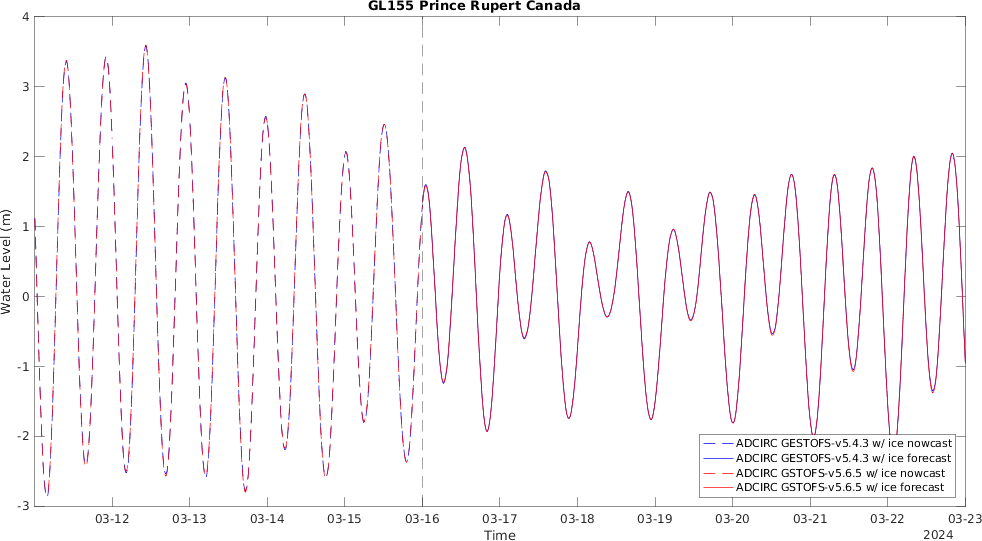 GL155 Prince Rupert Canada
4
3
2
1
0
-1
-2
-3
Water Level (m)
ADCIRC GESTOFS-v5.4.3 w/ ice nowcast
ADCIRC GESTOFS-v5.4.3 w/ ice forecast
ADCIRC GSTOFS-v5.6.5 w/ ice nowcast
ADCIRC GSTOFS-v5.6.5 w/ ice forecast
03-12 03-13 03-14 03-15 03-16 03-17 03-18 03-19 03-20 03-21 03-22 03-23
Time
2024